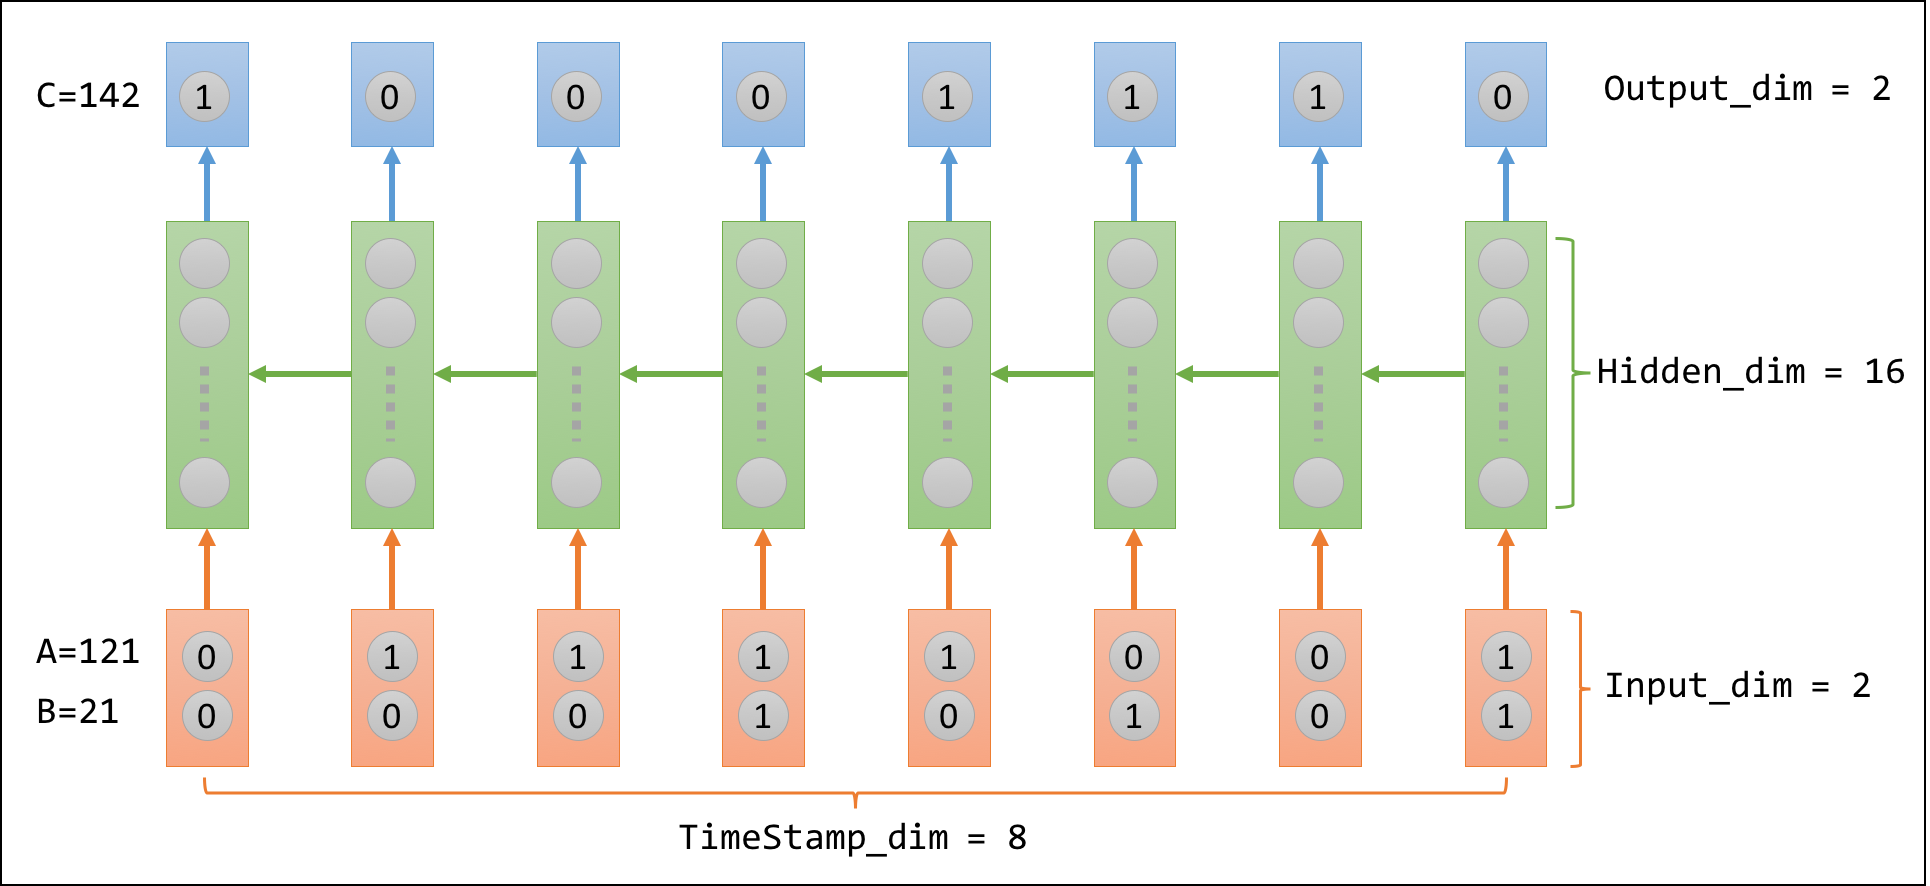 C=142 1 0 0 0 1 1 1 0 Output_dim = 2
Hidden_dim = 16
A=121 0 1 1 1 1 0 0 1
B=21 0 0 0 1 0 1 0 1
Input_dim = 2
TimeStamp_dim = 8